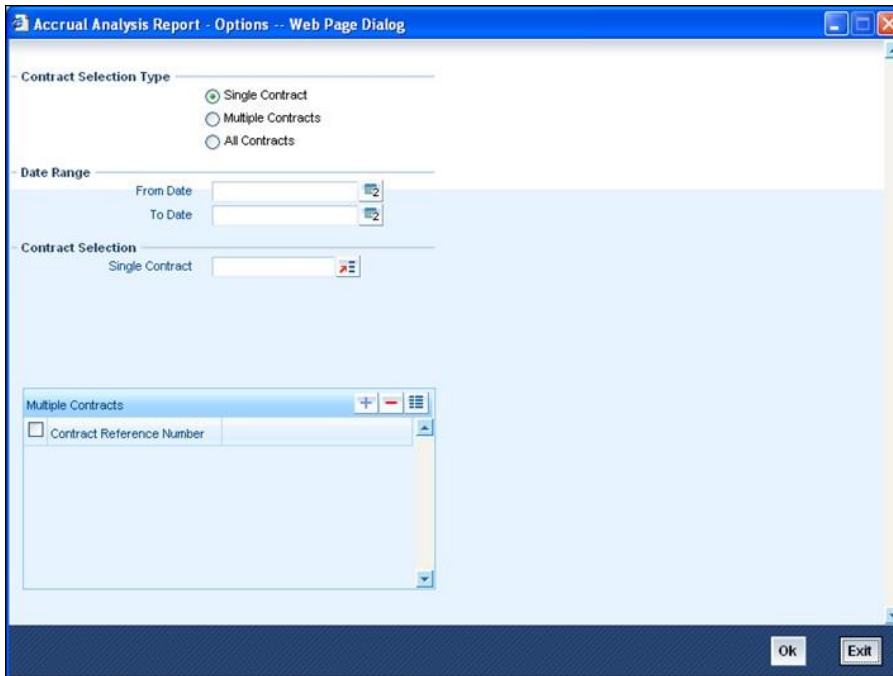 Accrual Analysis Report - Options -- Web Page Dialog
Contract Selection Type
Single Contract
Multiple Contracts
All Contracts
Date Range
From Date
To Date
Contract Selection
Single Contract
Multiple Contracts
Contract Reference Number
Ok Exit